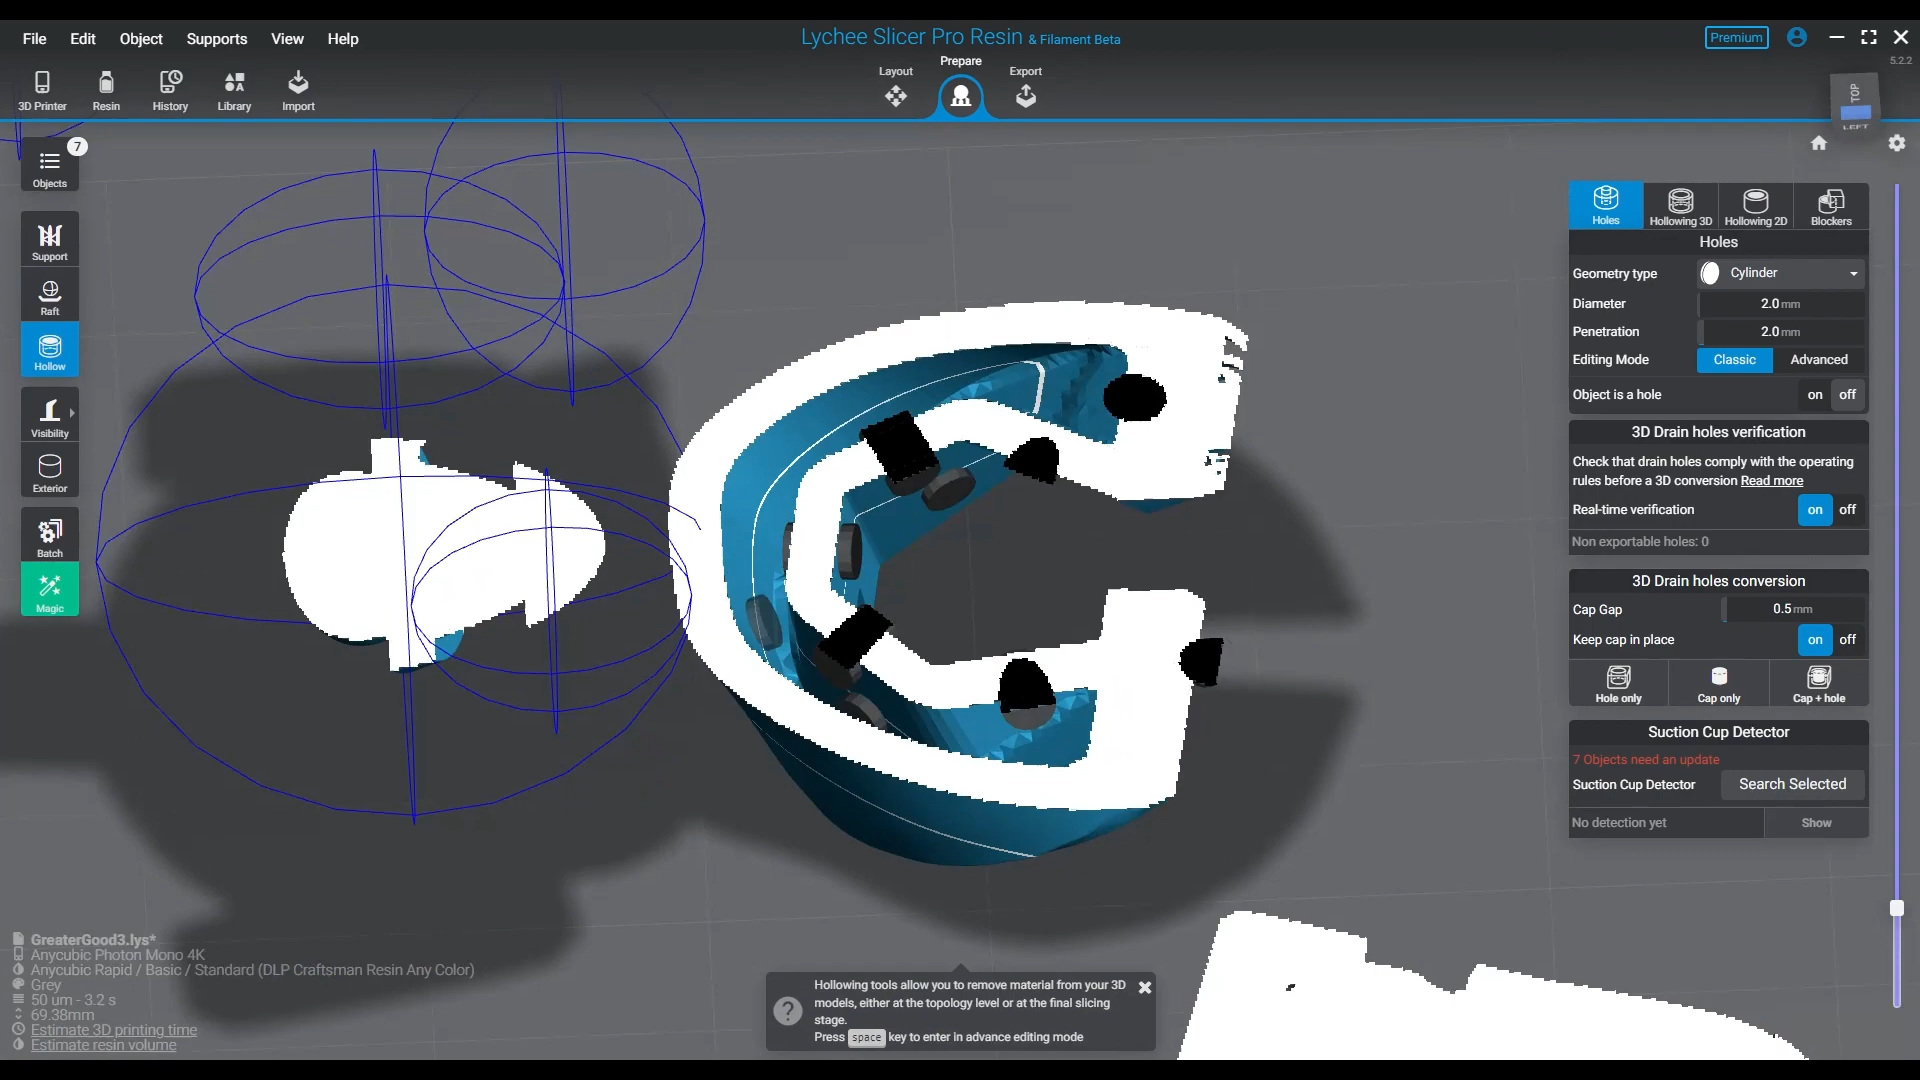 File Edit Object Supports View Help
Lychee Slicer Pro Resin & Filament Beta
Premium
5.2.2
3D Printer Resin History Library Import
Layout Prepare Export
TOP
LEFT
7
Objects
Support
Raft
Hollow
Visibility
Exterior
Batch
Magic
Holes Hollowing 3D Hollowing 2D Blockers
Holes
Geometry type Cylinder
Diameter 2.0 mm
Penetration 2.0 mm
Editing Mode Classic Advanced
Object is a hole on off
3D Drain holes verification
Check that drain holes comply with the operating
rules before a 3D conversion Read more
Real-time verification on off
Non exportable holes: 0
3D Drain holes conversion
Cap Gap 0.5 mm
Keep cap in place on off
Hole only Cap only Cap + hole
Suction Cup Detector
7 Objects need an update
Suction Cup Detector Search Selected
No detection yet Show
GreaterGood3.lys*
Anycubic Photon Mono 4K
Anycubic Rapid / Basic / Standard (DLP Craftsman Resin Any Color)
Grey
50 um - 3.2 s
69.38mm
Estimate 3D printing time
Estimate resin volume
Hollowing tools allow you to remove material from your 3D
models, either at the topology level or at the final slicing
stage.
Press space key to enter in advance editing mode